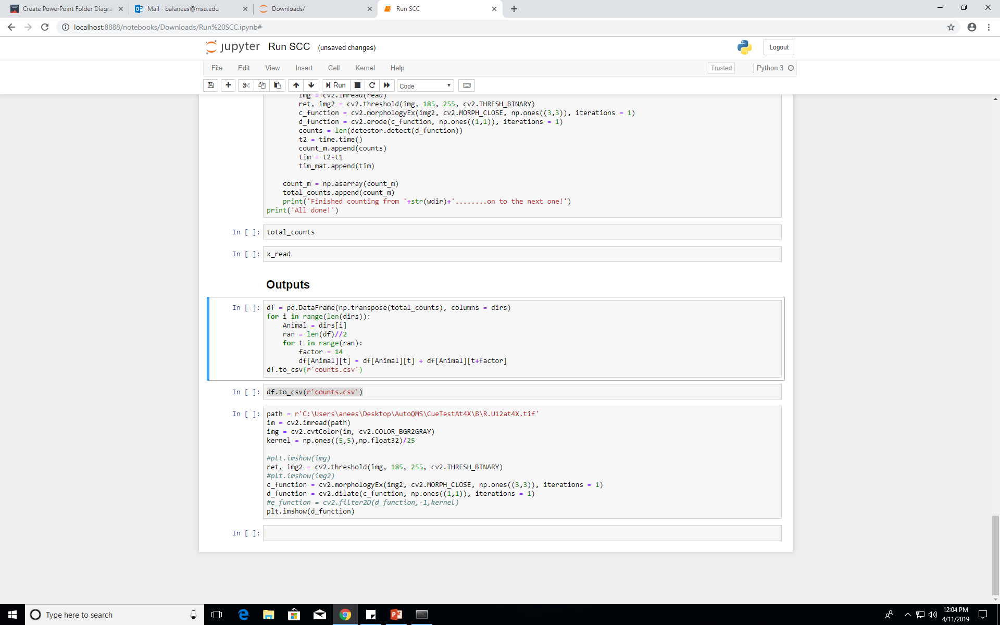 Create PowerPoint Folder Diagra
Mail - balanees@msu.edu
Downloads/
Run SCC
localhost:8888/notebooks/Downloads/Run%20SCC.ipynb#
jupyter Run SCC (unsaved changes)
Logout
File Edit View Insert Cell Kernel Help
Trusted
Python 3
Run
Code
img = cv2.imread(read)
ret, img2 = cv2.threshold(img, 185, 255, cv2.THRESH_BINARY)
c_function = cv2.morphologyEx(img2, cv2.MORPH_CLOSE, np.ones((3,3)), iterations = 1)
d_function = cv2.erode(c_function, np.ones((1,1)), iterations = 1)
counts = len(detector.detect(d_function))
t2 = time.time()
count_m.append(counts)
tim = t2-t1
tim_mat.append(tim)
count_m = np.asarray(count_m)
total_counts.append(count_m)
print('Finished counting from '+str(wdir)+'........on to the next one!')
print('All done!')
In [ ]: total_counts
In [ ]: x_read
Outputs
In [ ]: df = pd.DataFrame(np.transpose(total_counts), columns = dirs)
for i in range(len(dirs)):
Animal = dirs[i]
ran = len(df)//2
for t in range(ran):
factor = 14
df[Animal][t] = df[Animal][t] + df[Animal][t+factor]
df.to_csv(r'counts.csv')
In [ ]: df.to_csv(r'counts.csv')
In [ ]: path = r'C:\Users\anees\Desktop\AutoQMS\CueTestAt4X\B\R.U12at4X.tif'
im = cv2.imread(path)
img = cv2.cvtColor(im, cv2.COLOR_BGR2GRAY)
kernel = np.ones((5,5),np.float32)/25
#plt.imshow(img)
ret, img2 = cv2.threshold(img, 185, 255, cv2.THRESH_BINARY)
#plt.imshow(img2)
c_function = cv2.morphologyEx(img2, cv2.MORPH_CLOSE, np.ones((3,3)), iterations = 1)
d_function = cv2.dilate(c_function, np.ones((1,1)), iterations = 1)
#e_function = cv2.filter2D(d_function,-1,kernel)
plt.imshow(d_function)
In [ ]:
Type here to search
12:04 PM
4/11/2019